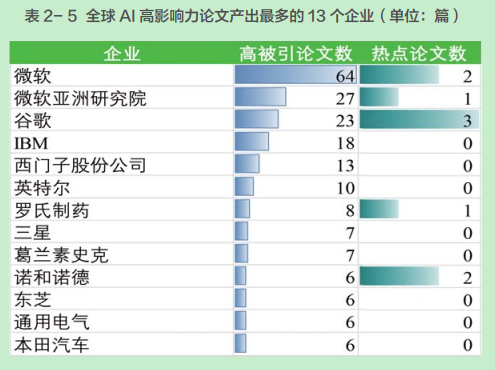 表 2-5 全球 AI 高影响力论文产出最多的 13 个企业（单位：篇）
企业 高被引论文数 热点论文数
微软 64 2
微软亚洲研究院 27 1
谷歌 23 3
IBM 18 0
西门子股份公司 13 0
英特尔 10 0
罗氏制药 8 1
三星 7 0
葛兰素史克 7 0
诺和诺德 6 2
东芝 6 0
通用电气 6 0
本田汽车 6 0